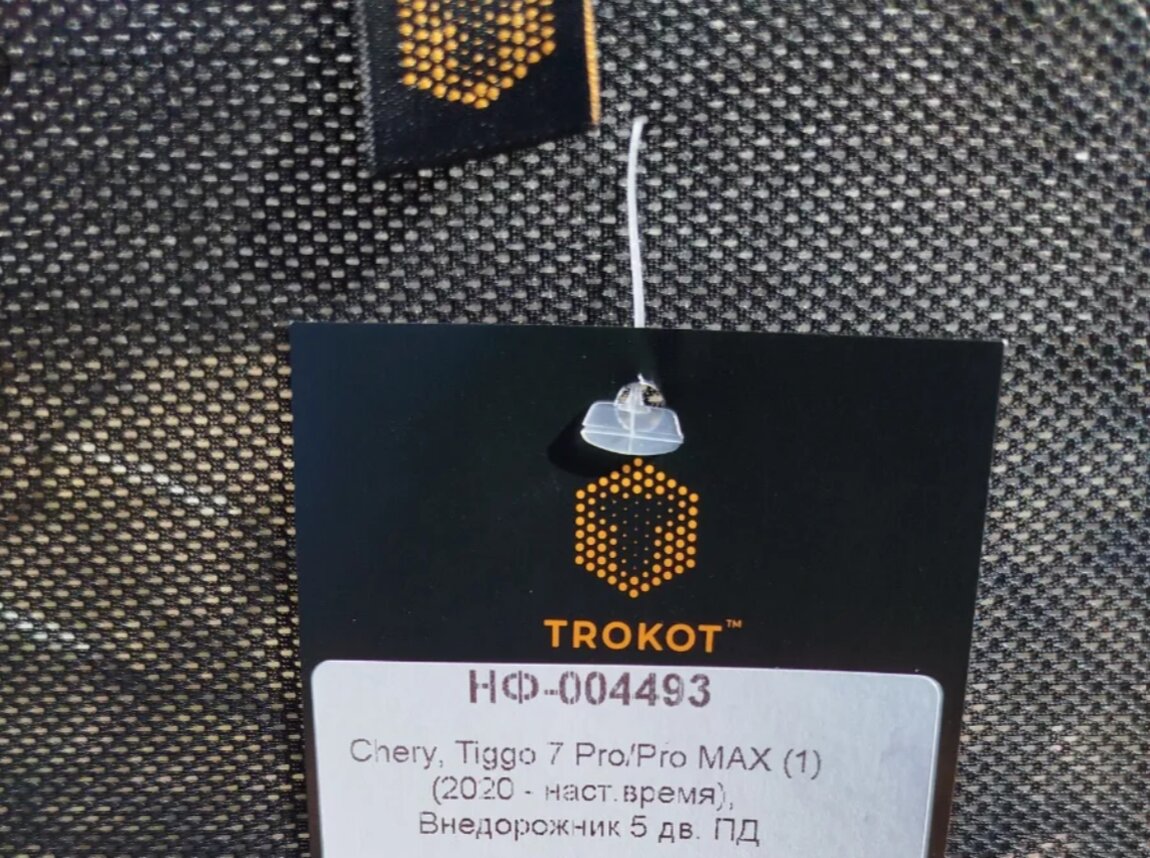 TROKOT™
НФ-004493
Chery, Tiggo 7 Pro/Pro MAX (1)
(2020 - наст.время),
Внедорожник 5 дв. ПД